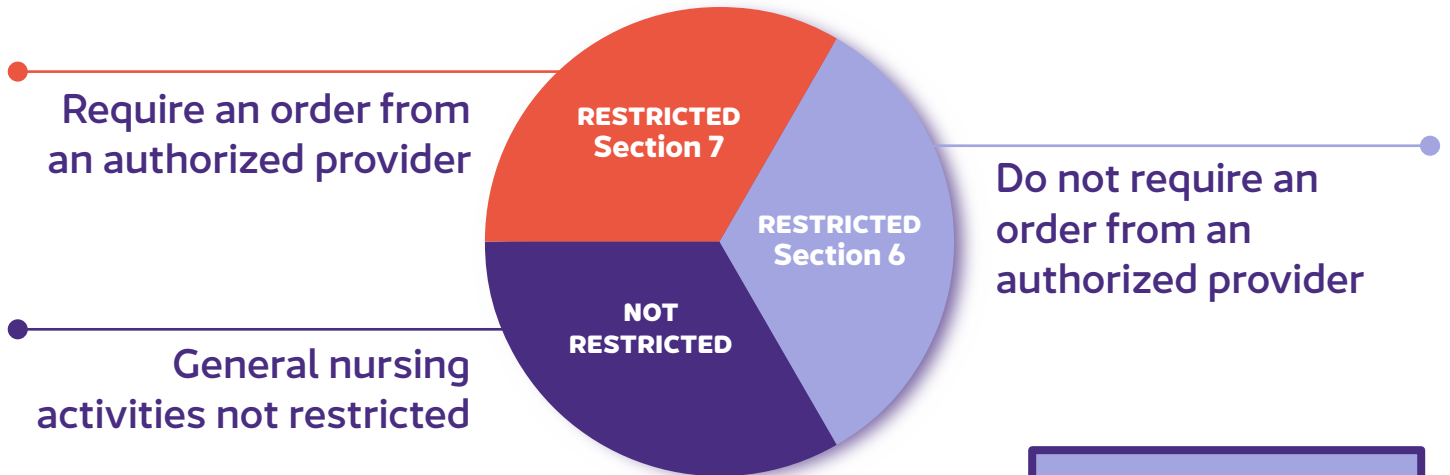 Require an order from
an authorized provider
RESTRICTED
Section 7
RESTRICTED
Section 6
Do not require an
order from an
authorized provider
NOT
RESTRICTED
General nursing
activities not restricted